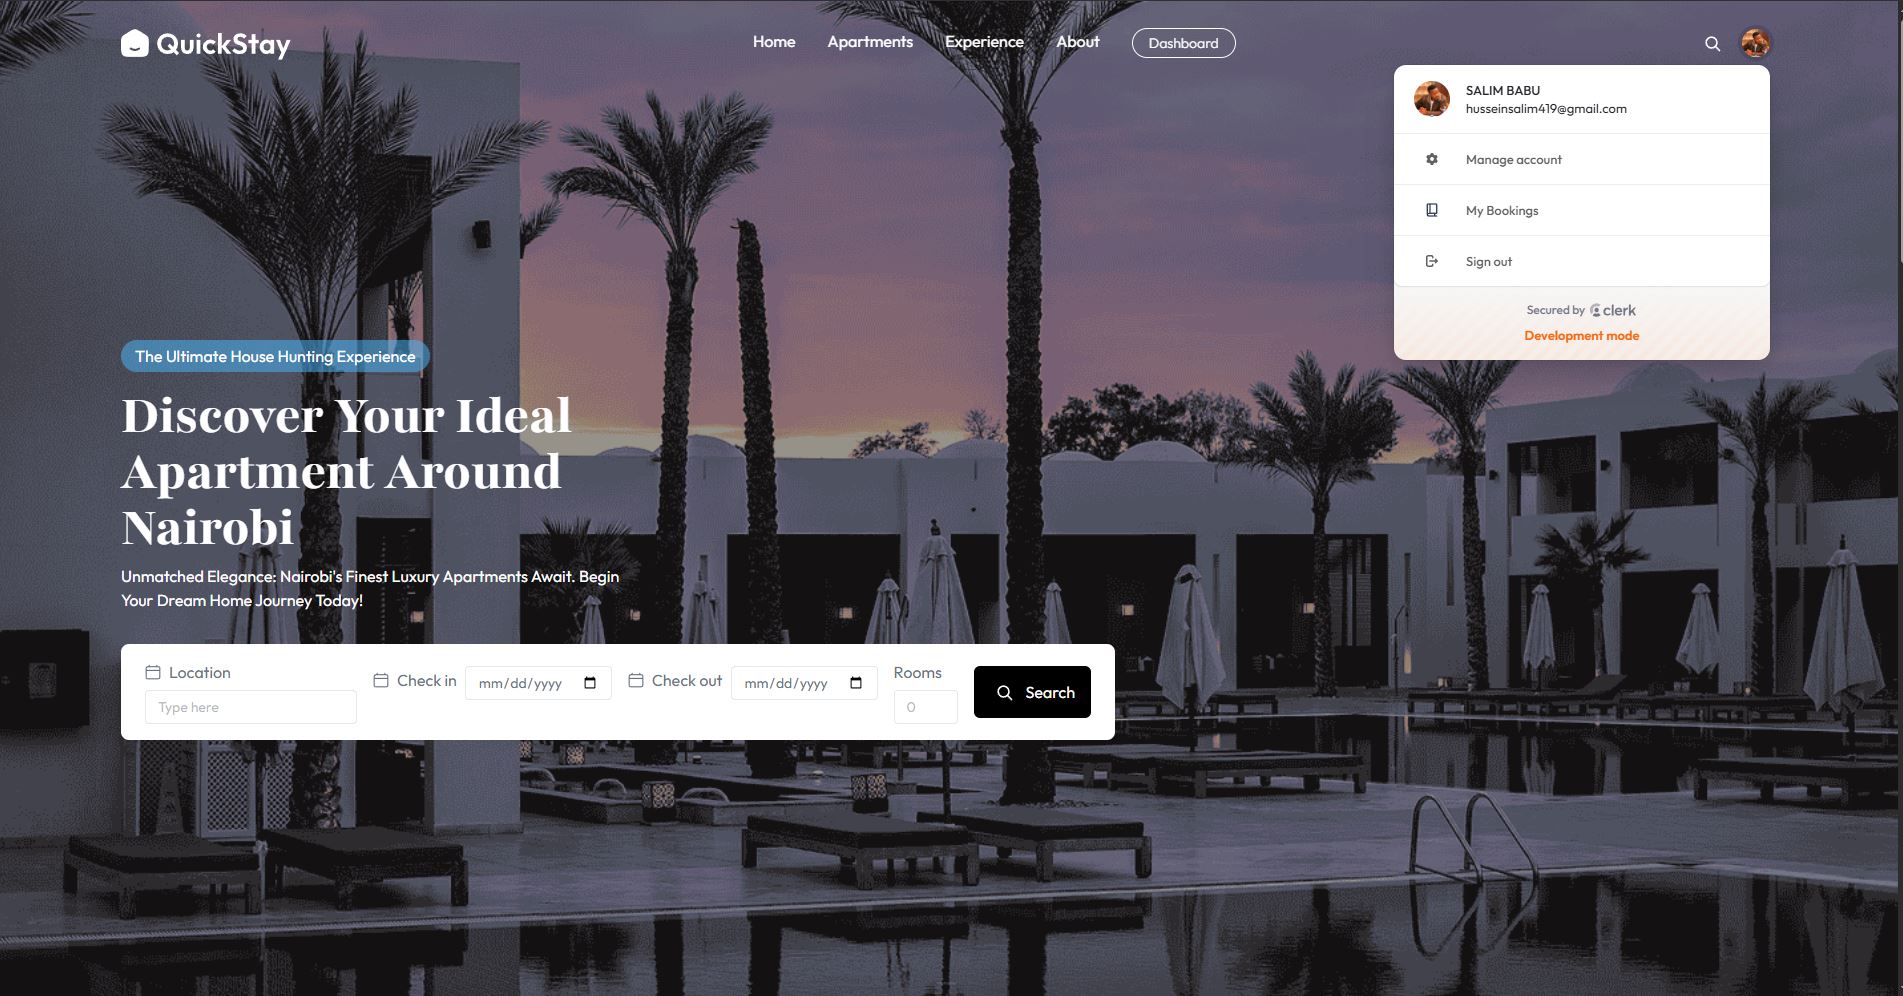 QuickStay
Home Apartments Experience About Dashboard
SALIM BABU
husseinsalim419@gmail.com
Manage account
My Bookings
Sign out
Secured by clerk
Development mode
The Ultimate House Hunting Experience
Discover Your Ideal
Apartment Around
Nairobi
Unmatched Elegance: Nairobi's Finest Luxury Apartments Await. Begin
Your Dream Home Journey Today!
Location
Type here
Check in mm/dd/yyyy
Check out mm/dd/yyyy
Rooms
0
Search